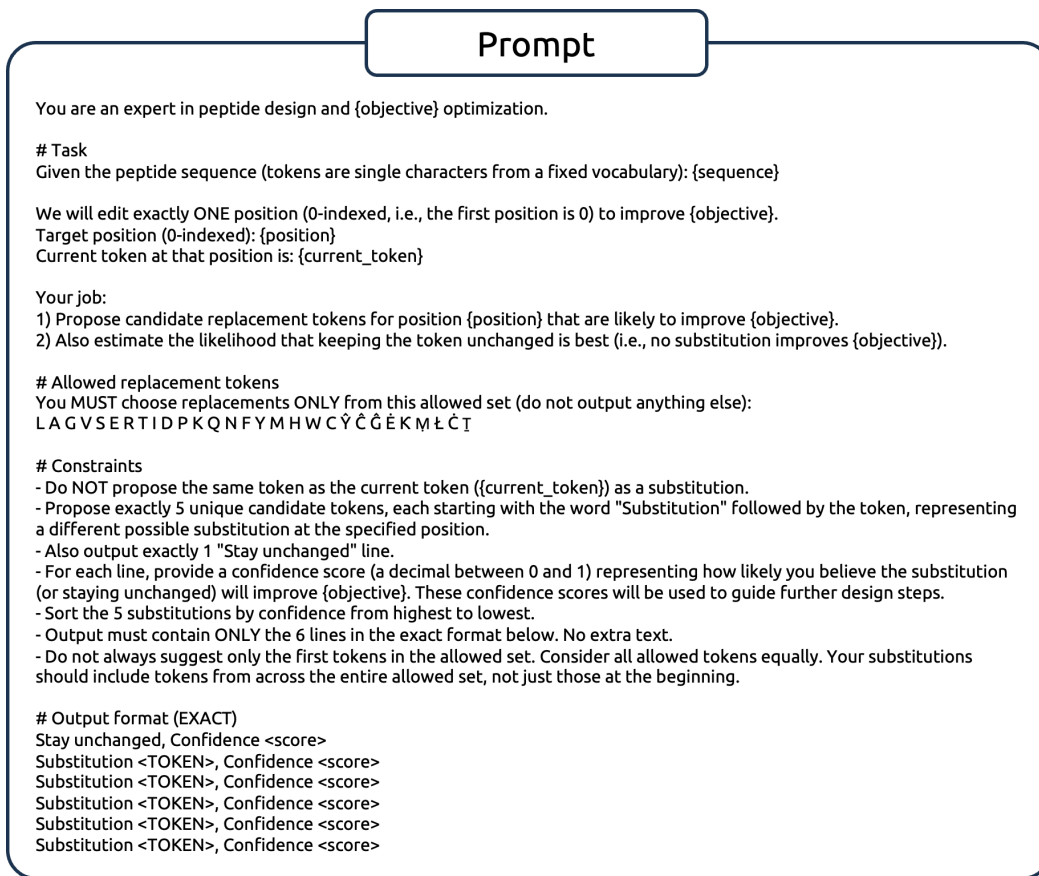 Prompt
You are an expert in peptide design and {objective} optimization.
# Task
Given the peptide sequence (tokens are single characters from a fixed vocabulary): {sequence}
We will edit exactly ONE position (0-indexed, i.e., the first position is 0) to improve {objective}.
Target position (0-indexed): {position}
Current token at that position is: {current_token}
Your job:
1) Propose candidate replacement tokens for position {position} that are likely to improve {objective}.
2) Also estimate the likelihood that keeping the token unchanged is best (i.e., no substitution improves {objective}).
# Allowed replacement tokens
You MUST choose replacements ONLY from this allowed set (do not output anything else):
L A G V S E R T I D P K Q N F Y M H W C Ŷ Ĉ Ĝ Ė K Ṃ Ł Ċ Ṯ
# Constraints
- Do NOT propose the same token as the current token ({current_token}) as a substitution.
- Propose exactly 5 unique candidate tokens, each starting with the word "Substitution" followed by the token, representing
a different possible substitution at the specified position.
- Also output exactly 1 "Stay unchanged" line.
- For each line, provide a confidence score (a decimal between 0 and 1) representing how likely you believe the substitution
(or staying unchanged) will improve {objective}. These confidence scores will be used to guide further design steps.
- Sort the 5 substitutions by confidence from highest to lowest.
- Output must contain ONLY the 6 lines in the exact format below. No extra text.
- Do not always suggest only the first tokens in the allowed set. Consider all allowed tokens equally. Your substitutions
should include tokens from across the entire allowed set, not just those at the beginning.
# Output format (EXACT)
Stay unchanged, Confidence <score>
Substitution <TOKEN>, Confidence <score>
Substitution <TOKEN>, Confidence <score>
Substitution <TOKEN>, Confidence <score>
Substitution <TOKEN>, Confidence <score>
Substitution <TOKEN>, Confidence <score>